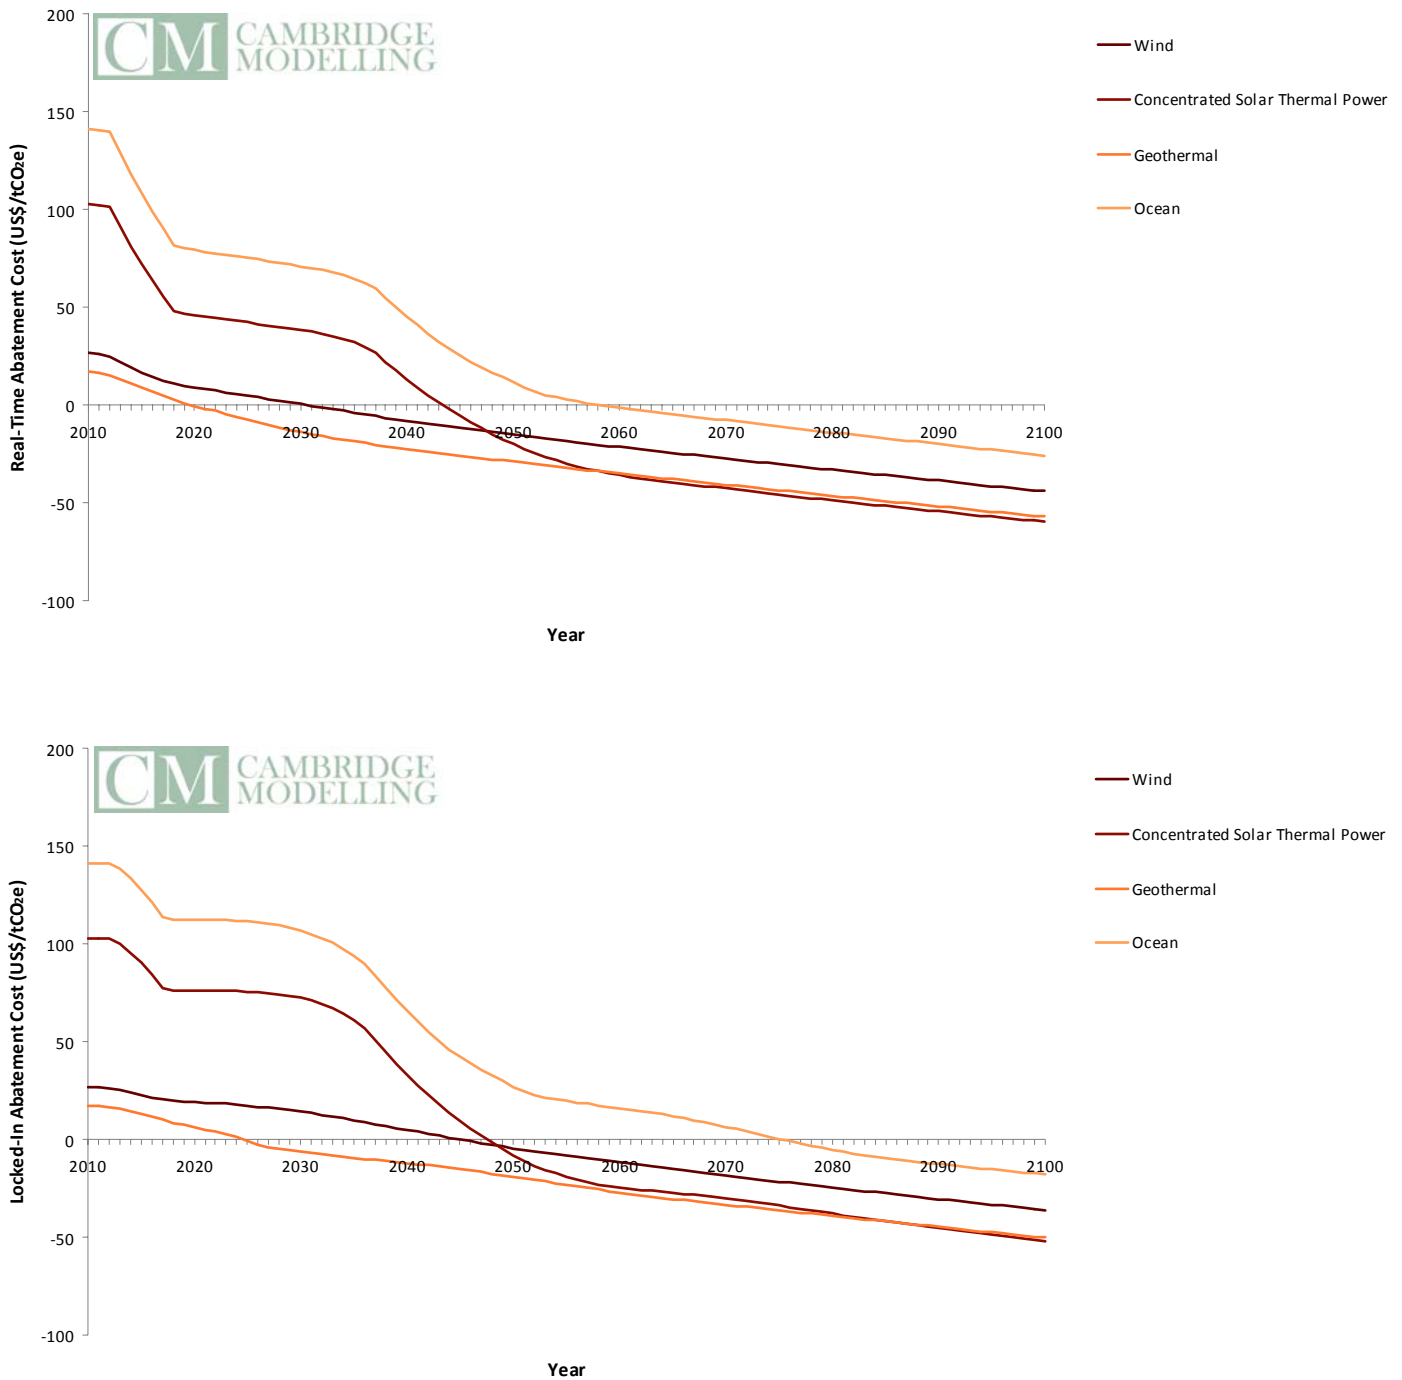 200
150
100
50
0
-50
-100
Real-Time Abatement Cost (US$/tCO2e)
CM CAMBRIDGE
MODELLING
2010 2020 2030 2040 2050 2060 2070 2080 2090 2100
Year
Wind
Concentrated Solar Thermal Power
Geothermal
Ocean
200
150
100
50
0
-50
-100
Locked-In Abatement Cost (US$/tCO2e)
CM CAMBRIDGE
MODELLING
2010 2020 2030 2040 2050 2060 2070 2080 2090 2100
Year
Wind
Concentrated Solar Thermal Power
Geothermal
Ocean